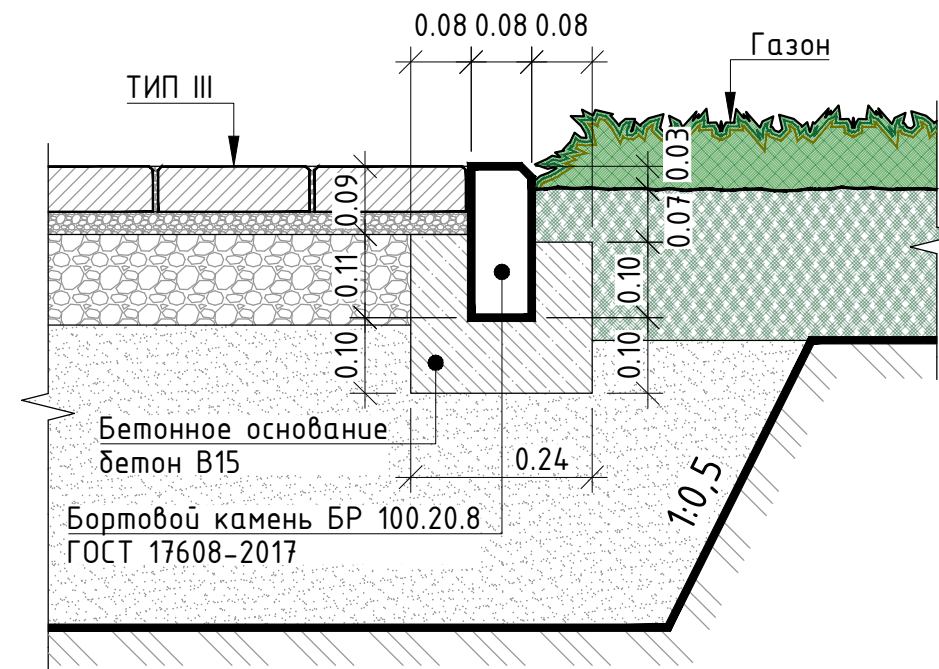 0.08 0.08 0.08
Газон
ТИП III
0.03
0.09
0.07
0.11
0.10
0.10
0.10
Бетонное основание
бетон В15
0.24
1:0,5
Бортовой камень БР 100.20.8
ГОСТ 17608-2017